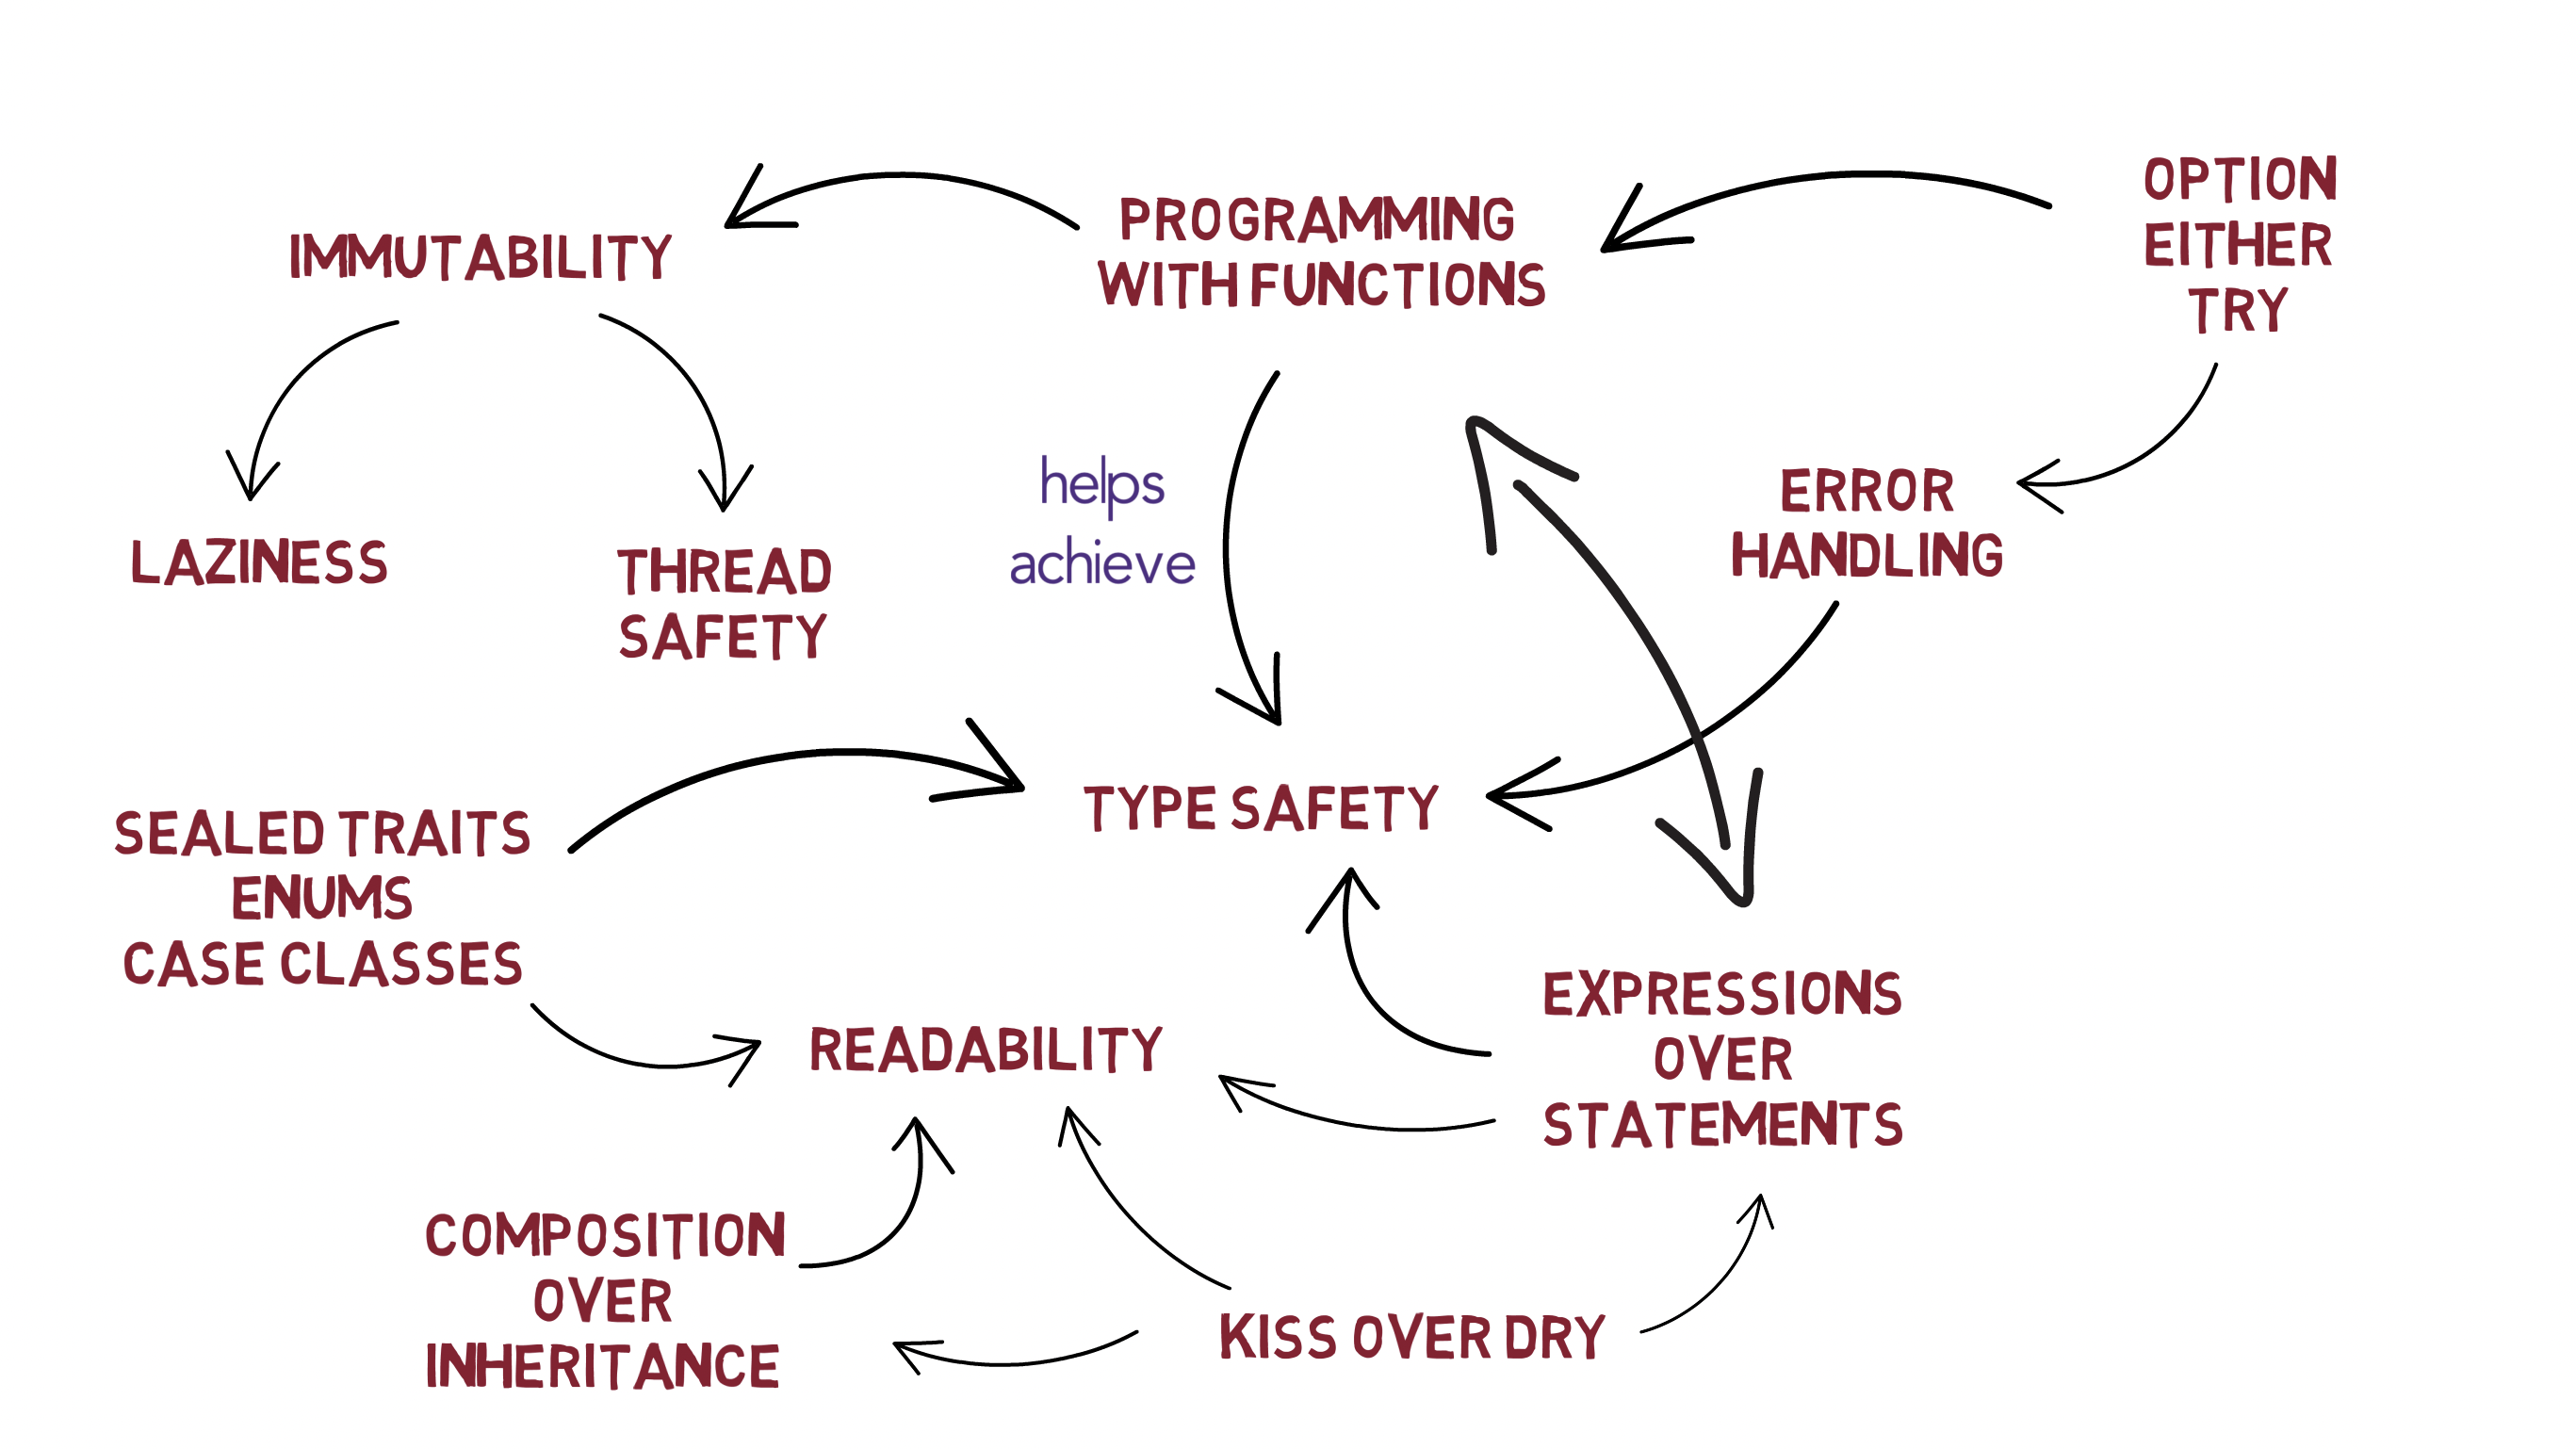 IMMUTABILITY
PROGRAMMING
WITH FUNCTIONS
OPTION
EITHER
TRY
helps
achieve
ERROR
HANDLING
LAZINESS
THREAD
SAFETY
TYPE SAFETY
SEALED TRAITS
ENUMS
CASE CLASSES
READABILITY
EXPRESSIONS
OVER
STATEMENTS
COMPOSITION
OVER
INHERITANCE
KISS OVER DRY